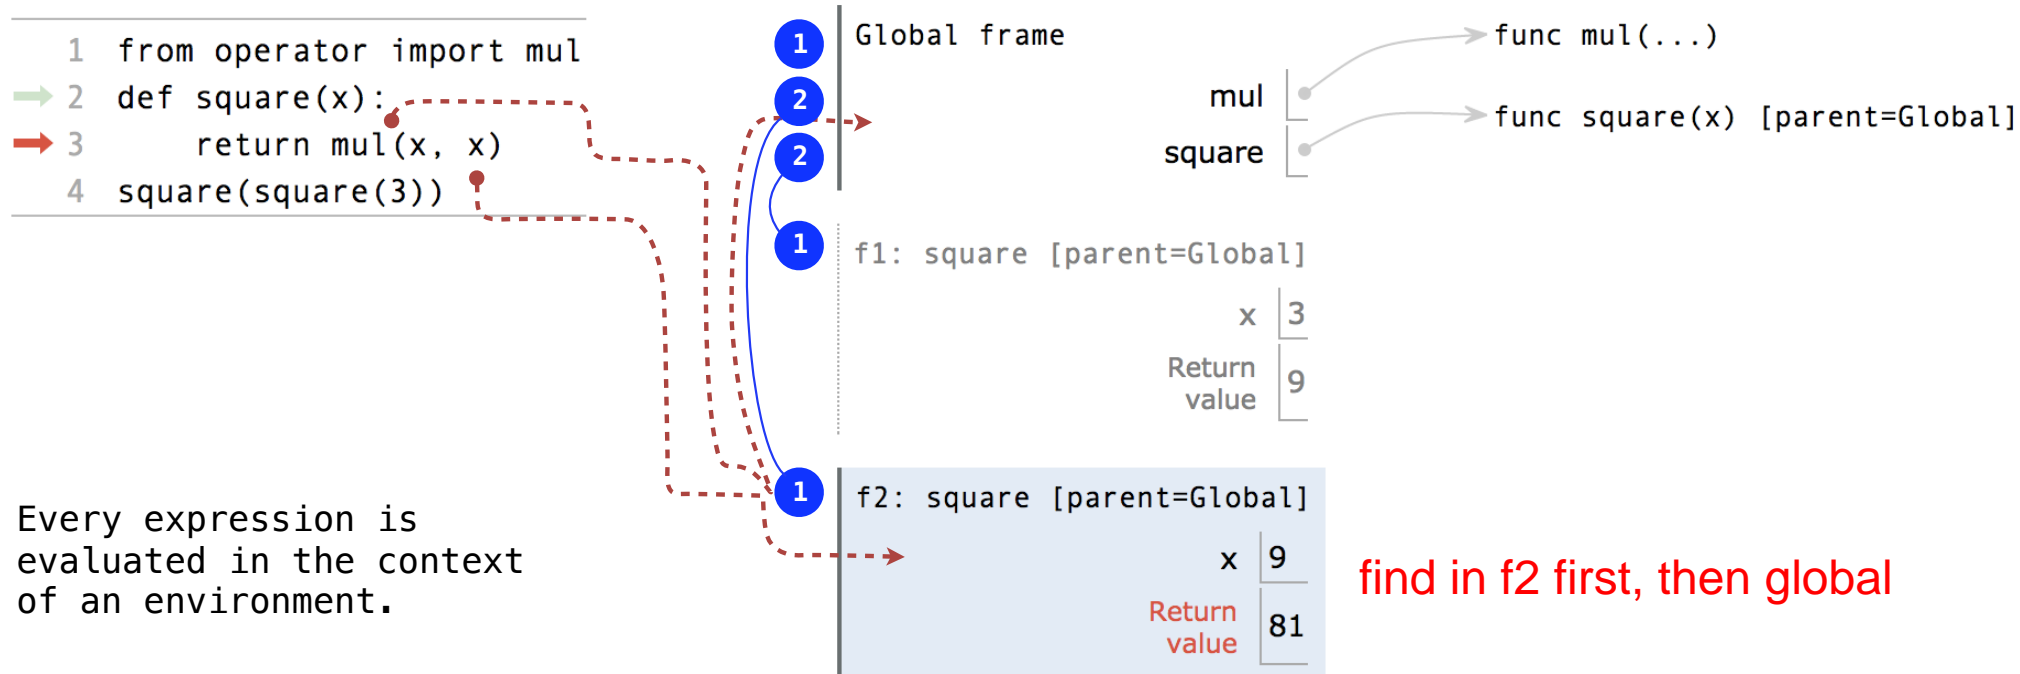 1 from operator import mul
2 def square(x):
3 return mul(x, x)
4 square(square(3))
Every expression is
evaluated in the context
of an environment.
1
Global frame
2
mul
2
square
func mul(...)
func square(x) [parent=Global]
1
f1: square [parent=Global]
x 3
Return
value 9
1
f2: square [parent=Global]
x 9
Return
value 81
find in f2 first, then global